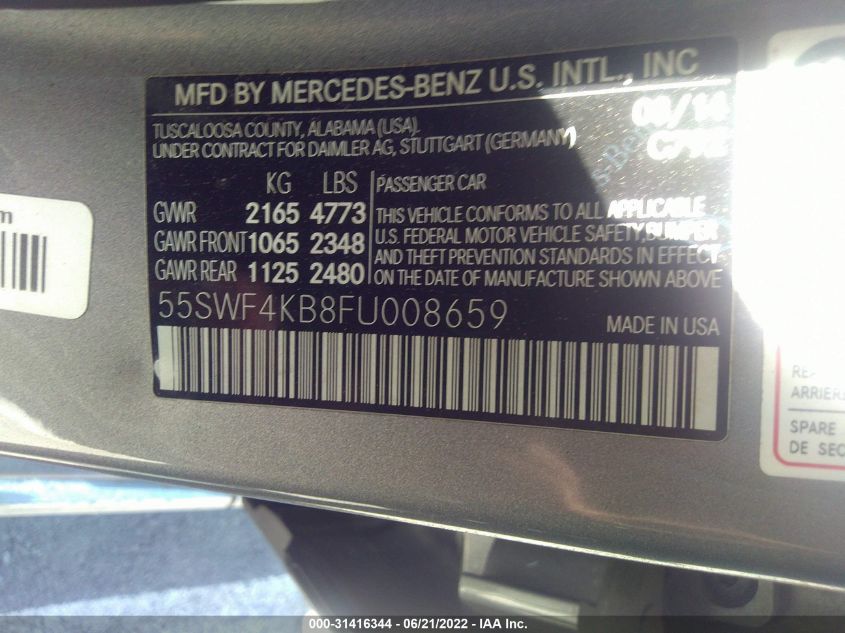 MFD BY MERCEDES-BENZ U.S. INTL., INC
TUSCALOOSA COUNTY, ALABAMA (USA).
UNDER CONTRACT FOR DAIMLER AG, STUTTGART (GERMANY)
KG LBS
GVWR 2165 4773
GAWR FRONT 1065 2348
GAWR REAR 1125 2480
PASSENGER CAR
THIS VEHICLE CONFORMS TO ALL APPLICABLE
U.S. FEDERAL MOTOR VEHICLE SAFETY, BUMPER
AND THEFT PREVENTION STANDARDS IN EFFECT
ON THE DATE OF MANUFACTURE SHOWN ABOVE
55SWF4KB8FU008659
MADE IN USA
ARRIERE
SPARE
DE SEC
000-31416344 - 06/21/2022 - IAA Inc.